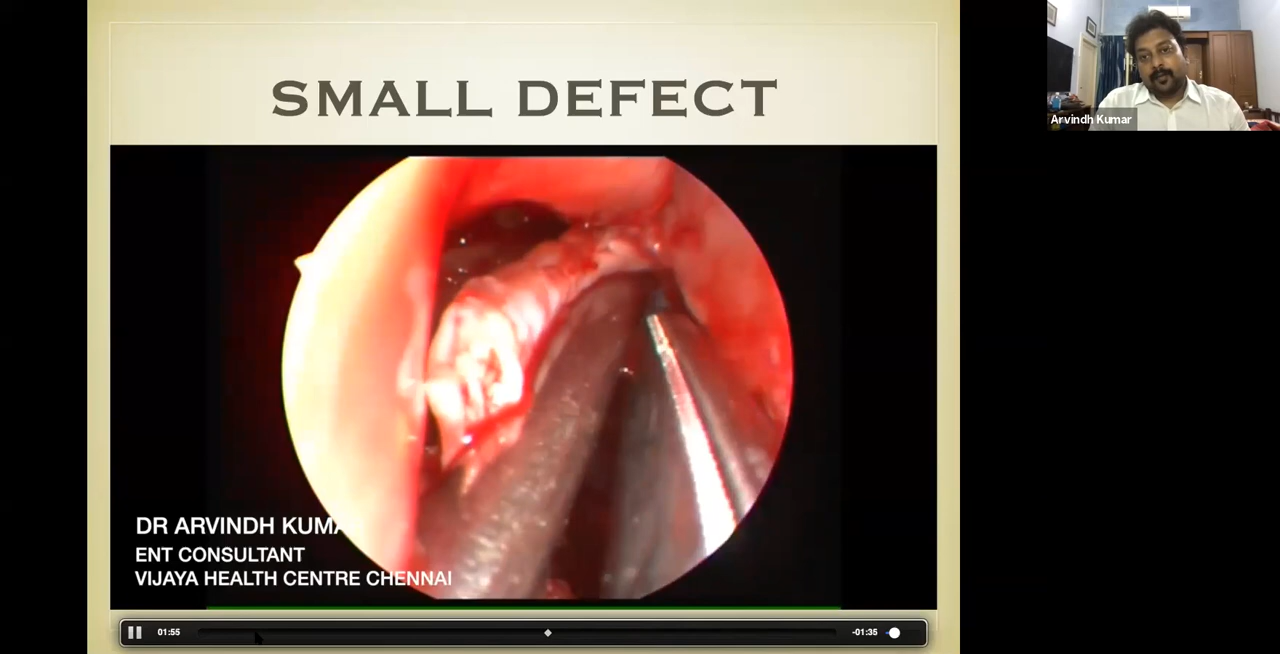 SMALL DEFECT
Arvindh Kumar
DR ARVINDH KUMA
ENT CONSULTANT
VIJAYA HEALTH CENTRE CHENNAI
01:55
-01:35